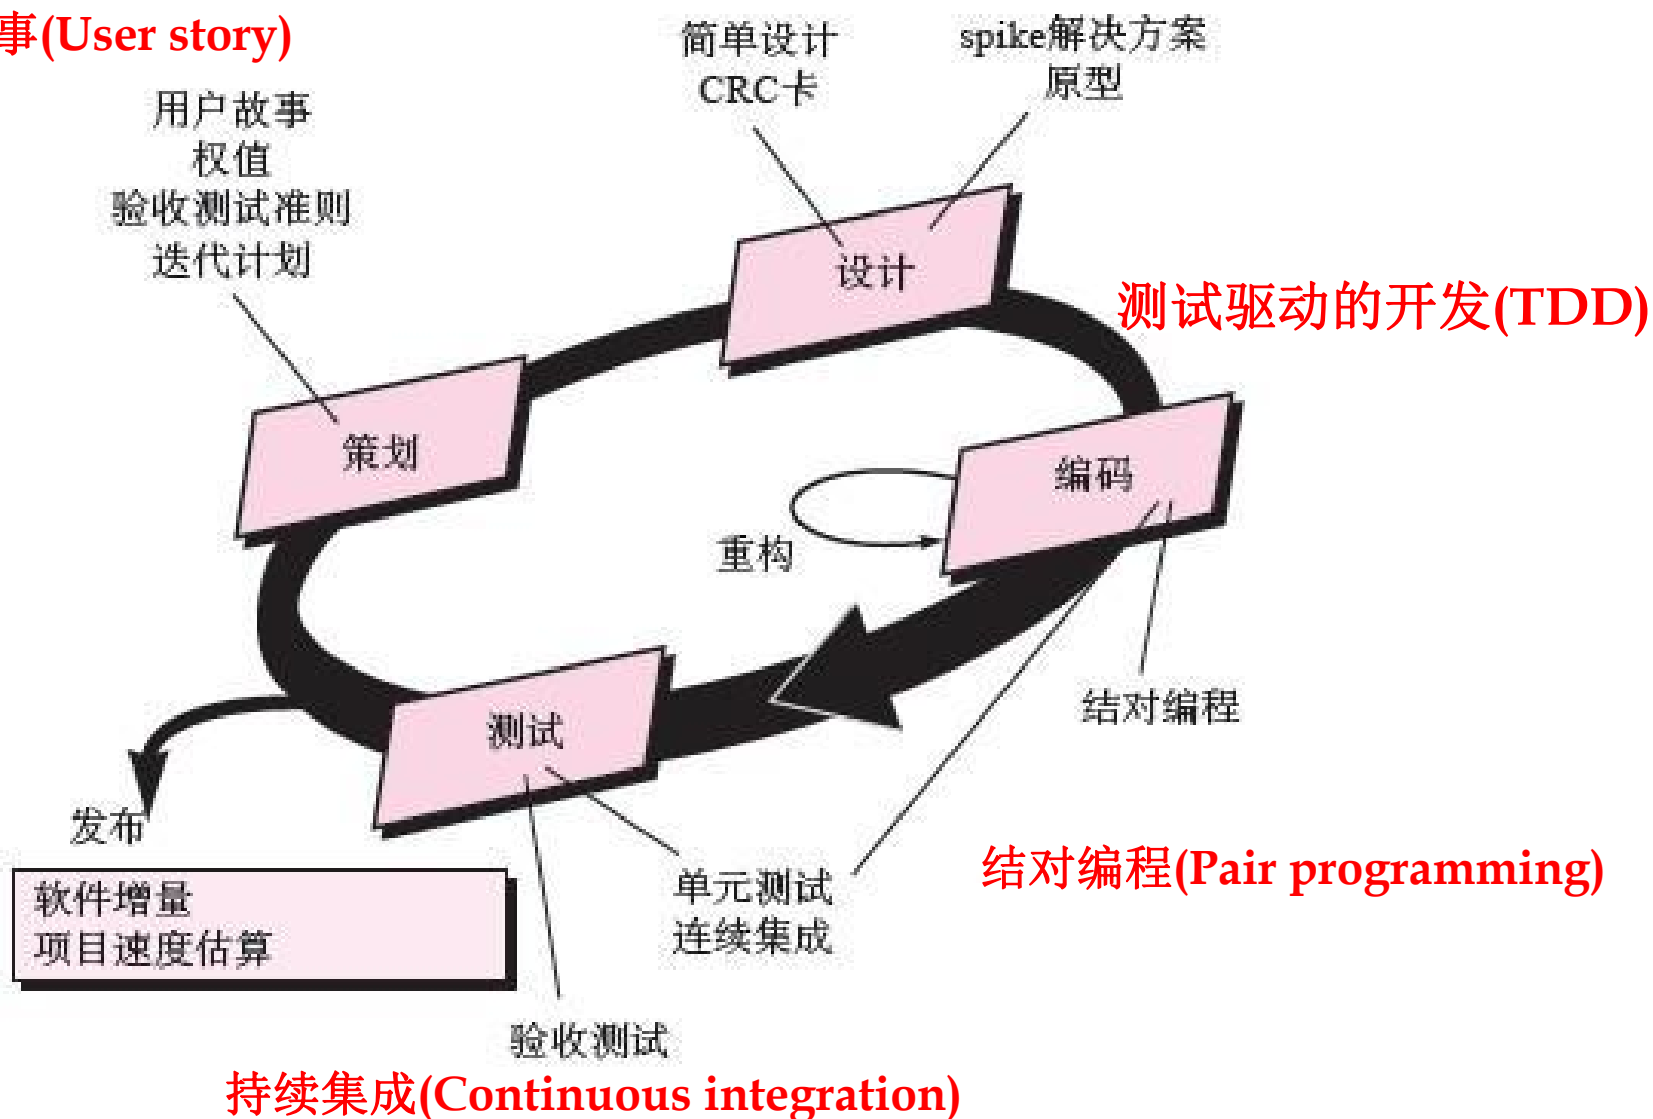 事(User story)
简单设计
CRC卡
spike解决方案
原型
用户故事
权值
验收测试准则
迭代计划
设计
测试驱动的开发(TDD)
策划
编码
重构
结对编程
测试
发布
结对编程(Pair programming)
单元测试
连续集成
软件增量
项目速度估算
验收测试
持续集成(Continuous integration)